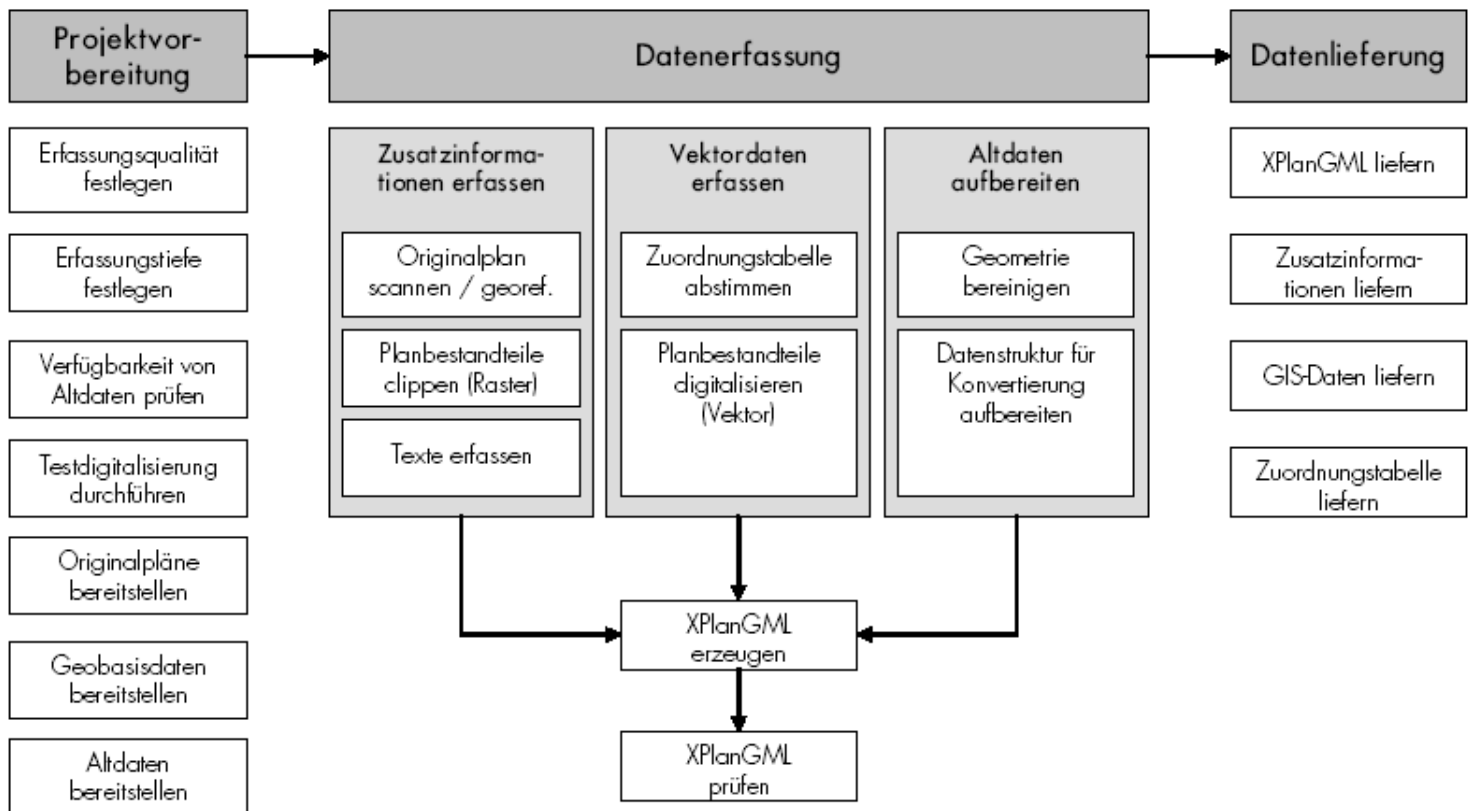 Projektvor-
bereitung
Datenerfassung
Datenlieferung
Erfassungsqualität
festlegen
Erfassungstiefe
festlegen
Verfügbarkeit von
Altdaten prüfen
Testdigitalisierung
durchführen
Originalpläne
bereitstellen
Geobasisdaten
bereitstellen
Altdaten
bereitstellen
Zusatzinforma-
tionen erfassen
Originalplan
scannen / georef.
Planbestandteile
clippen (Raster)
Texte erfassen
Vektordaten
erfassen
Zuordnungstabelle
abstimmen
Planbestandteile
digitalisieren
(Vektor)
Altdaten
aufbereiten
Geometrie
bereinigen
Datenstruktur für
Konvertierung
aufbereiten
XPlanGML
erzeugen
XPlanGML
prüfen
XPlanGML liefern
Zusatzinforma-
tionen liefern
GIS-Daten liefern
Zuordnungstabelle
liefern